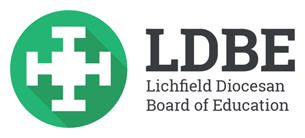 LDBE
Lichfield Diocesan
Board of Education